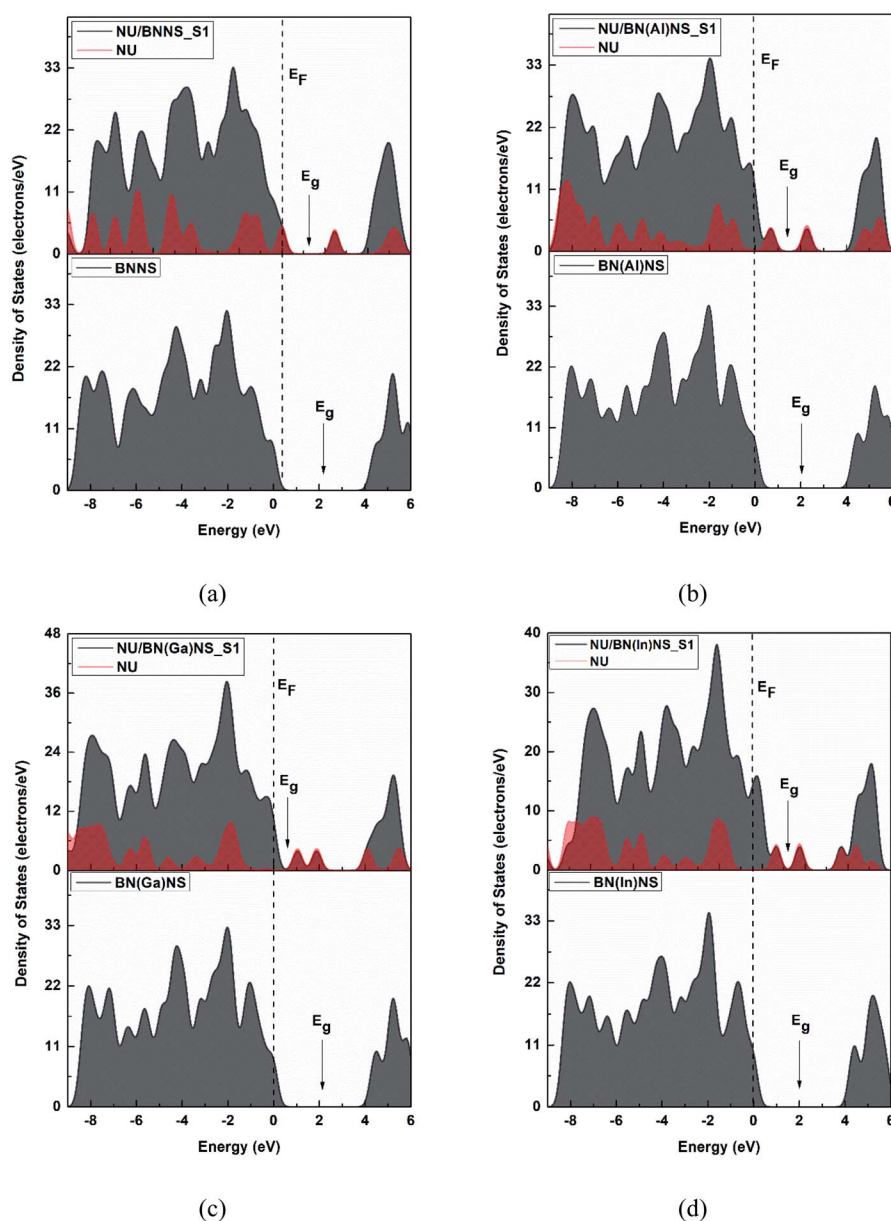 NU/BNNS_S1
NU
33
22
11
0
E_F
E_g
BNNS
33
22
11
0
E_g
-8 -6 -4 -2 0 2 4 6
Energy (eV)
Density of States (electrons/eV)
(a)
NU/BN(Al)NS_S1
NU
33
22
11
0
E_F
E_g
BN(Al)NS
33
22
11
0
E_g
-8 -6 -4 -2 0 2 4 6
Energy (eV)
Density of States (electrons/eV)
(b)
48
NU/BN(Ga)NS_S1
NU
36
24
12
0
E_F
E_g
BN(Ga)NS
33
22
11
0
E_g
-8 -6 -4 -2 0 2 4 6
Energy (eV)
Density of States (electrons/eV)
(c)
40
NU/BN(In)NS_S1
NU
30
20
10
0
E_F
E_g
BN(In)NS
33
22
11
0
E_g
-8 -6 -4 -2 0 2 4 6
Energy (eV)
Density of States (electrons/eV)
(d)